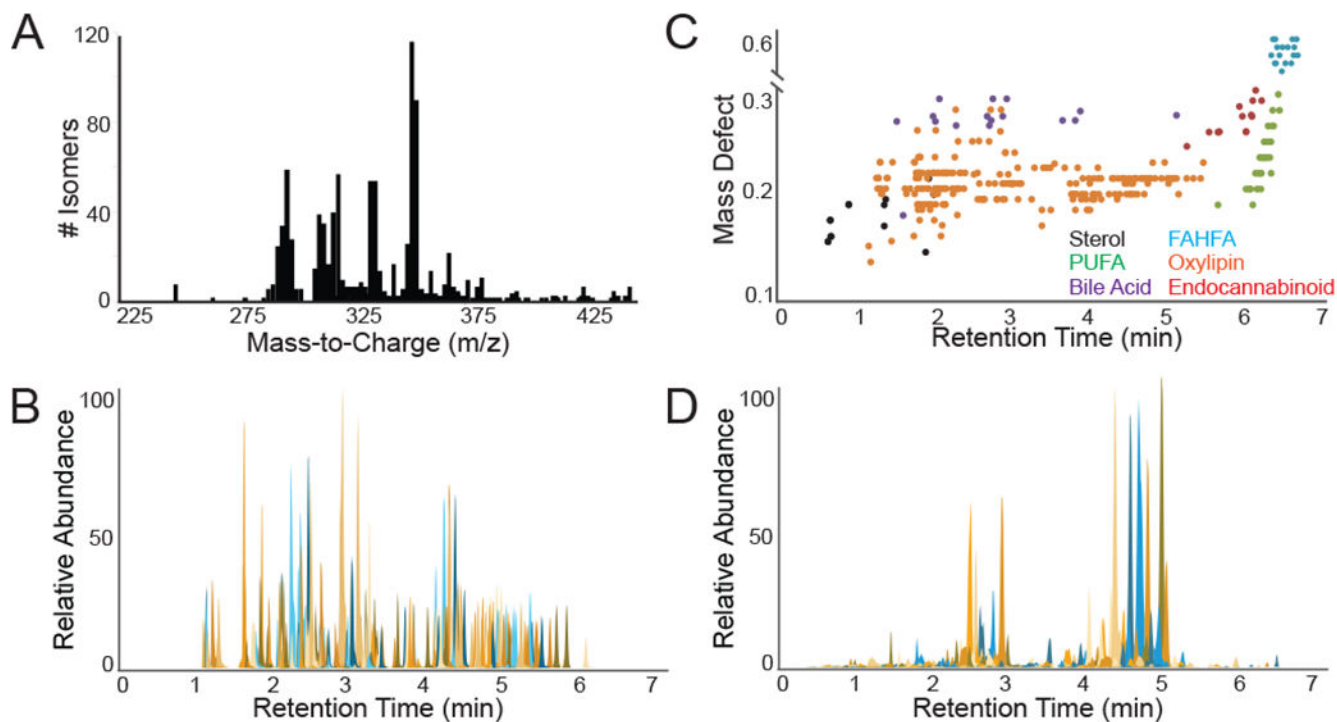 A
# Isomers
120
80
40
0
225 275 325 375 425
Mass-to-Charge (m/z)
B
Relative Abundance
100
50
0
0 1 2 3 4 5 6 7
Retention Time (min)
C
Mass Defect
0.6
0.3
0.2
0.1
Sterol FAHFA
PUFA Oxylipin
Bile Acid Endocannabinoid
0 1 2 3 4 5 6 7
Retention Time (min)
D
Relative Abundance
100
50
0
0 1 2 3 4 5 6 7
Retention Time (min)